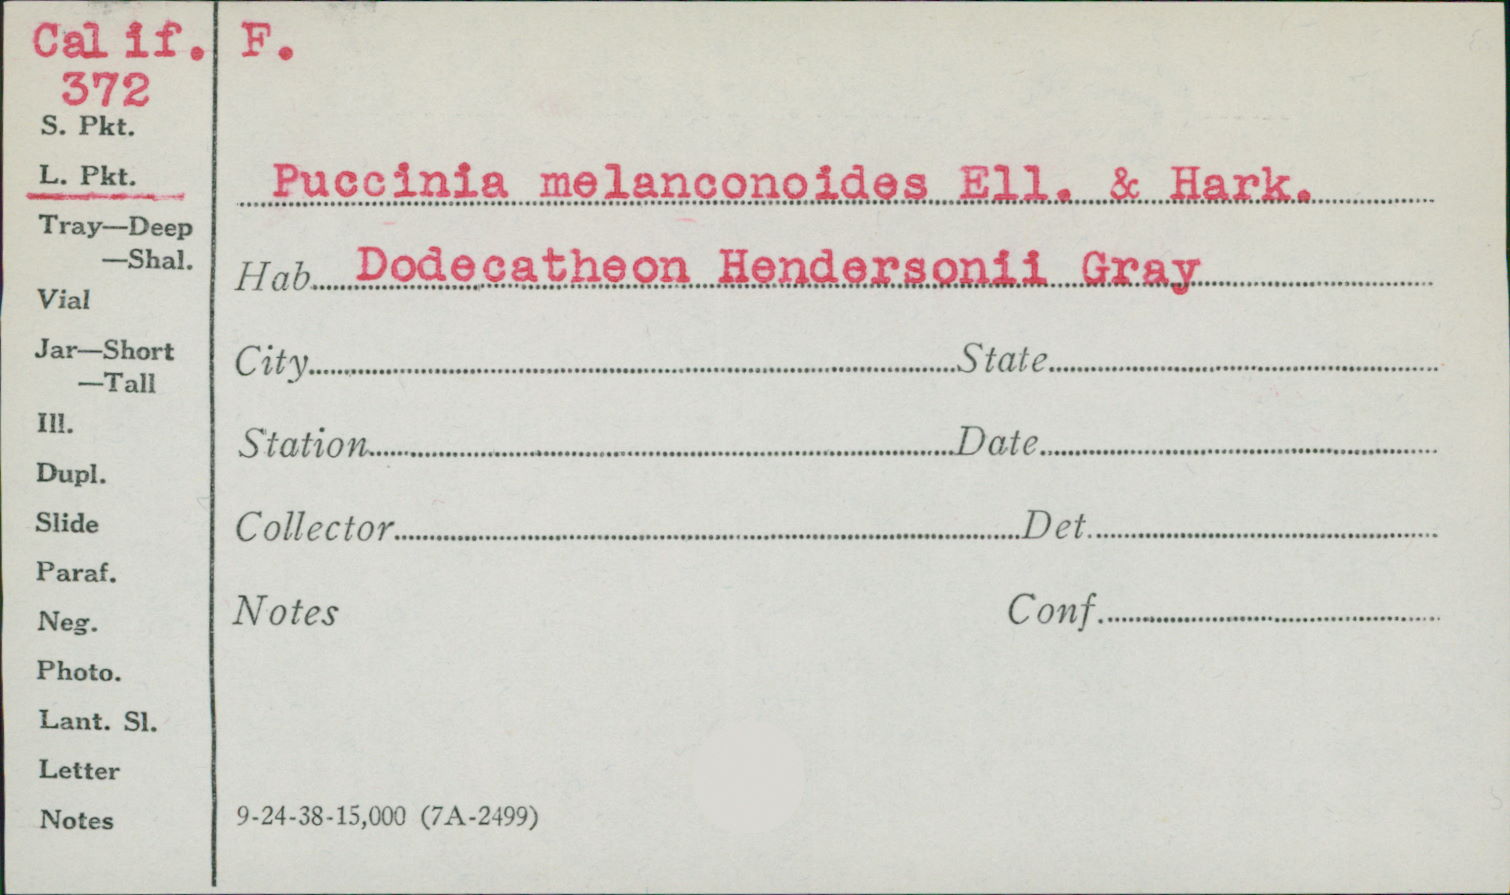 Calif. F.
372
S. Pkt.
L. Pkt.
Puccinia melanconoides Ell. & Hark.
Tray—Deep
—Shal.
Hab. Dodecatheon Hendersonii Gray
Vial
Jar—Short
—Tall
City State
Ill.
Station Date
Dupl.
Slide
Collector Det.
Paraf.
Neg.
Notes Conf.
Photo.
Lant. Sl.
Letter
Notes
9-24-38-15,000 (7A-2499)